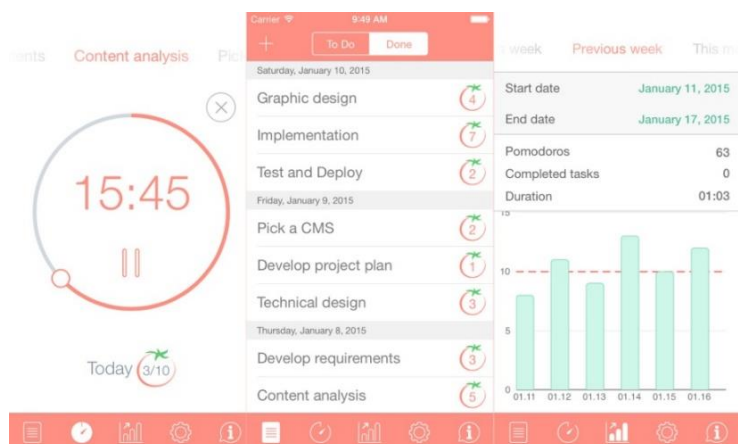 Content analysis
15:45
Today 3/10
Carrier 9:49 AM
To Do Done
Saturday, January 10, 2015
Graphic design 4
Implementation 7
Test and Deploy 2
Friday, January 9, 2015
Pick a CMS 2
Develop project plan 1
Technical design 3
Thursday, January 8, 2015
Develop requirements 3
Content analysis 5
week Previous week This
Start date January 11, 2015
End date January 17, 2015
Pomodoros 63
Completed tasks 0
Duration 01:03
15
10
5
0
01.11 01.12 01.13 01.14 01.15 01.16